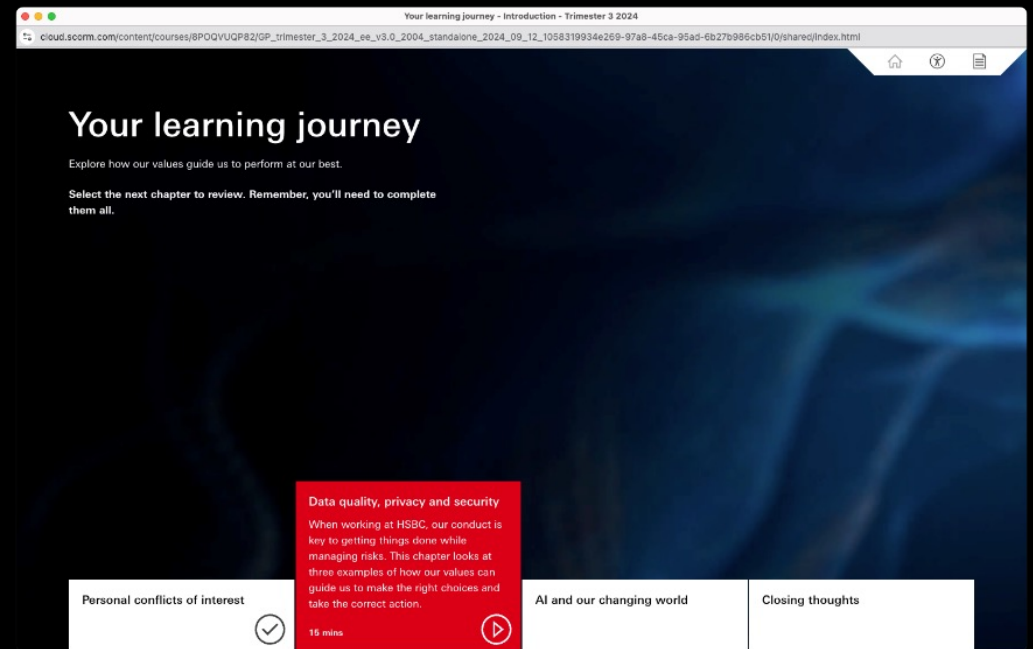 Your learning journey - Introduction - Trimester 3 2024
cloud.scorm.com/content/courses/8POQVUQP82/GP_trimester_3_2024_ee_v3.0_2004_standalone_2024_09_12_1058319934e269-97a8-45ca-95ad-6b27b986cb51/0/shared/index.html
Your learning journey
Explore how our values guide us to perform at our best.
Select the next chapter to review. Remember, you'll need to complete
them all.
Personal conflicts of interest
Data quality, privacy and security
When working at HSBC, our conduct is
key to getting things done while
managing risks. This chapter looks at
three examples of how our values can
guide us to make the right choices and
take the correct action.
15 mins
AI and our changing world
Closing thoughts